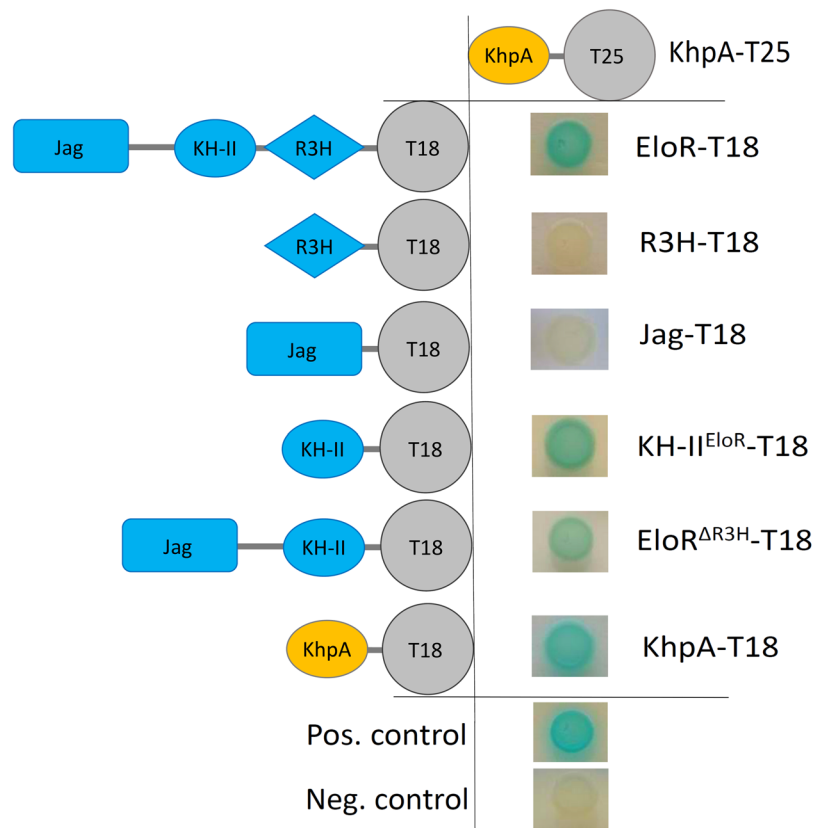 KhpA T25 KhpA-T25
Jag KH-II R3H T18 EloR-T18
R3H T18 R3H-T18
Jag T18 Jag-T18
KH-II T18 KH-II^EloR-T18
Jag KH-II T18 EloR^ΔR3H-T18
KhpA T18 KhpA-T18
Pos. control
Neg. control